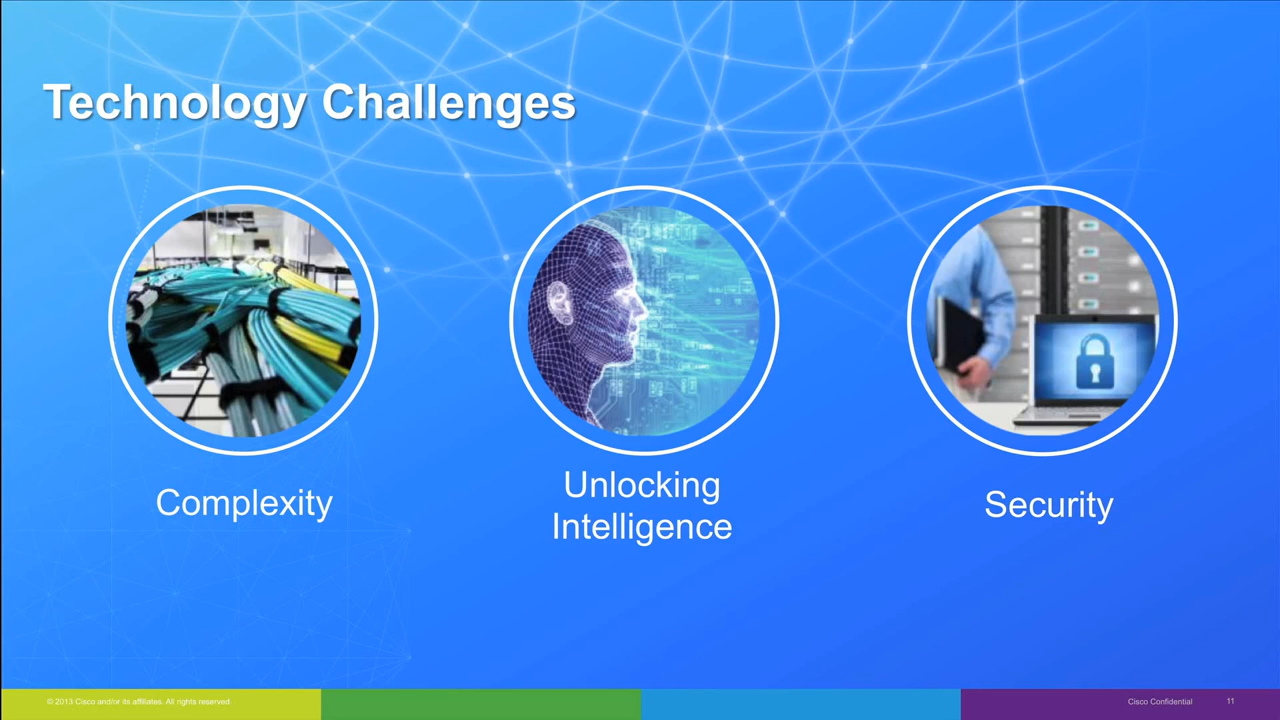 Technology Challenges
Complexity
Unlocking
Intelligence
Security
© 2013 Cisco and/or its affiliates. All rights reserved.
Cisco Confidential
11